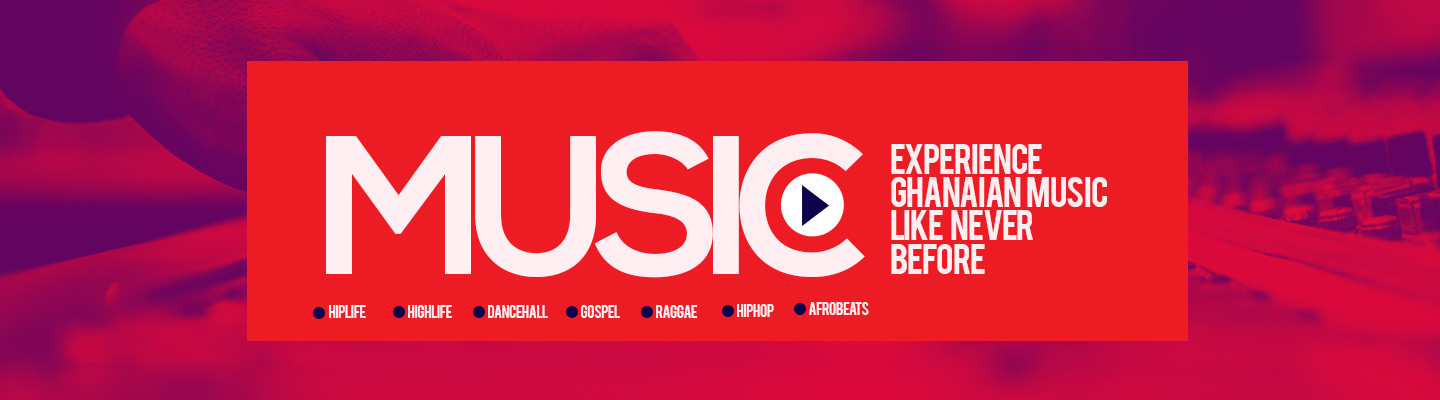 MUSIC
EXPERIENCE
GHANAIAN MUSIC
LIKE NEVER
BEFORE
HIPLIFE HIGHLIFE DANCEHALL GOSPEL RAGGAE HIPHOP AFROBEATS